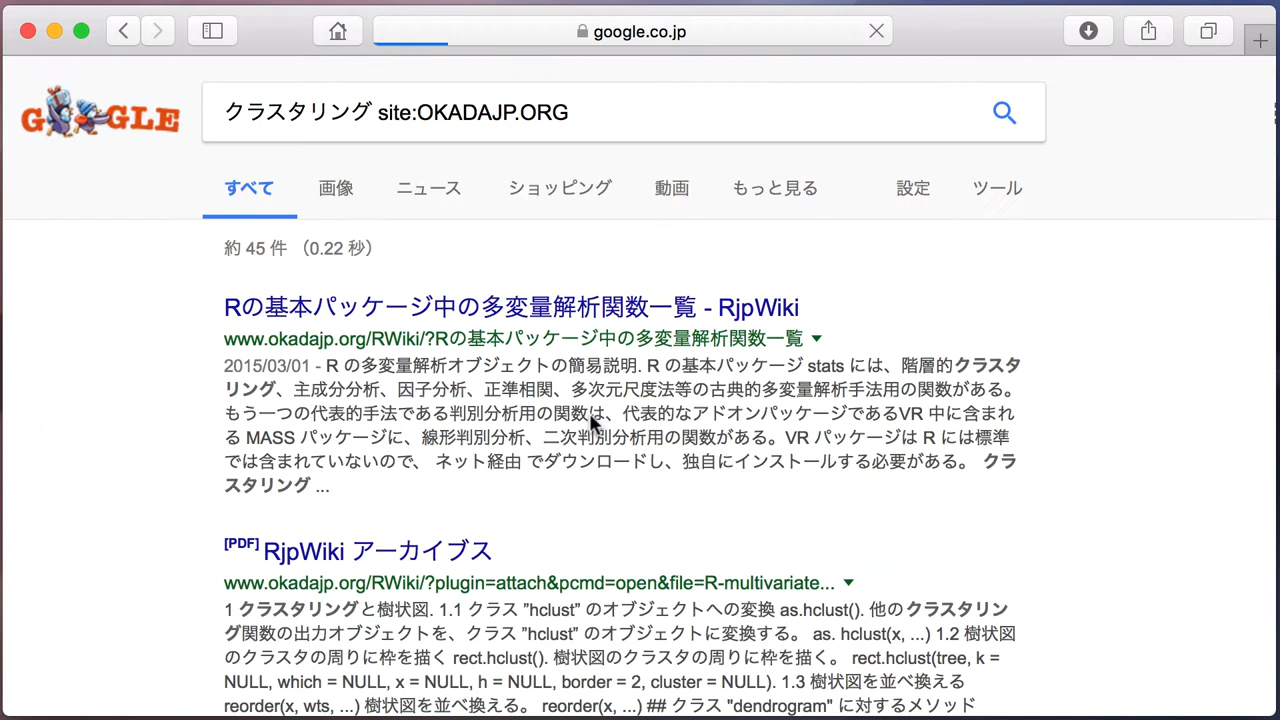 google.co.jp
GOOGLE
クラスタリング site:OKADAJP.ORG
すべて 画像 ニュース ショッピング 動画 もっと見る 設定 ツール
約 45 件 （0.22 秒）
Rの基本パッケージ中の多変量解析関数一覧 - RjpWiki
www.okadajp.org/RWiki/?Rの基本パッケージ中の多変量解析関数一覧
2015/03/01 - R の多変量解析オブジェクトの簡易説明. R の基本パッケージ stats には、階層的クラスタ
リング、主成分分析、因子分析、正準相関、多次元尺度法等の古典的多変量解析手法用の関数がある。
もう一つの代表的手法である判別分析用の関数は、代表的なアドオンパッケージであるVR 中に含まれ
る MASS パッケージに、線形判別分析、二次判別分析用の関数がある。VR パッケージは R には標準
では含まれていないので、 ネット経由 でダウンロードし、独自にインストールする必要がある。 クラ
スタリング ...
[PDF] RjpWiki アーカイブス
www.okadajp.org/RWiki/?plugin=attach&pcmd=open&file=R-multivariate...
1 クラスタリングと樹状図. 1.1 クラス ”hclust” のオブジェクトへの変換 as.hclust(). 他のクラスタリン
グ関数の出力オブジェクトを、クラス ”hclust” のオブジェクトに変換する。 as. hclust(x, ...) 1.2 樹状図
のクラスタの周りに枠を描く rect.hclust(). 樹状図のクラスタの周りに枠を描く。 rect.hclust(tree, k =
NULL, which = NULL, x = NULL, h = NULL, border = 2, cluster = NULL). 1.3 樹状図を並べ換える
reorder(x, wts, ...) 樹状図を並べ換える。 reorder(x, ...) ## クラス "dendrogram" に対するメソッド